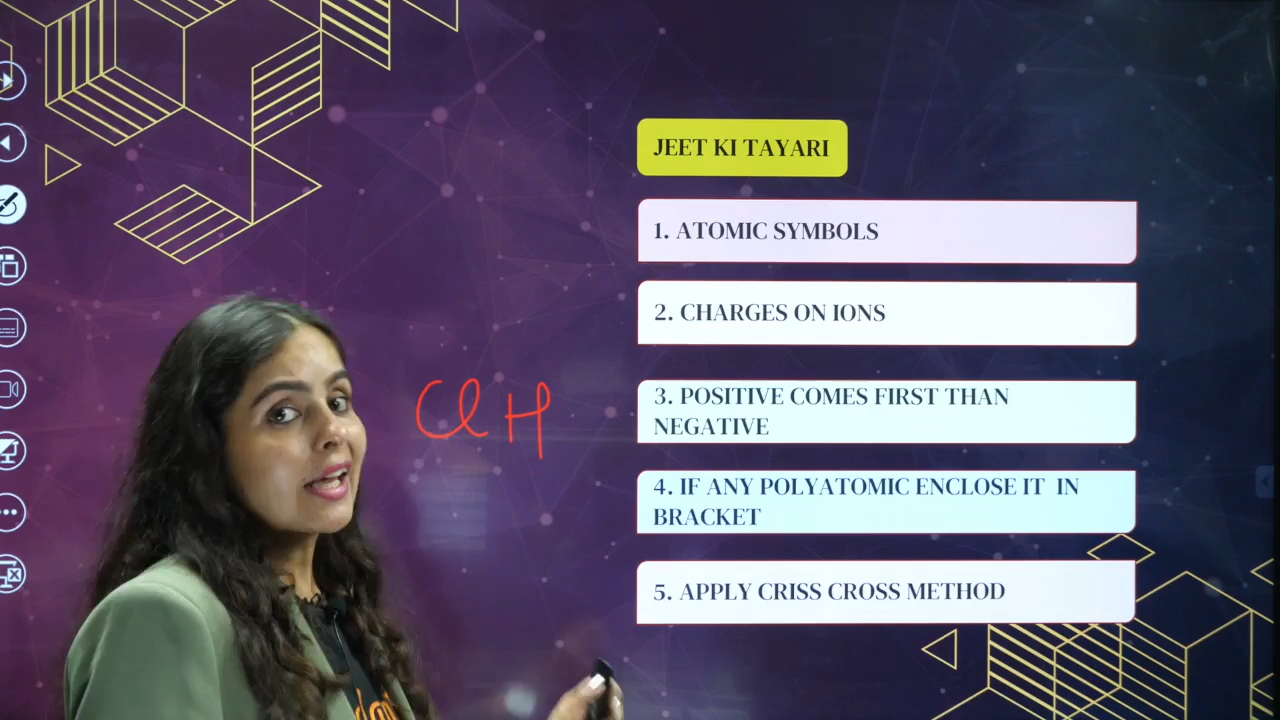 JEET KI TAYARI
1. ATOMIC SYMBOLS
2. CHARGES ON IONS
Cl H
3. POSITIVE COMES FIRST THAN
NEGATIVE
4. IF ANY POLYATOMIC ENCLOSE IT IN
BRACKET
5. APPLY CRISS CROSS METHOD